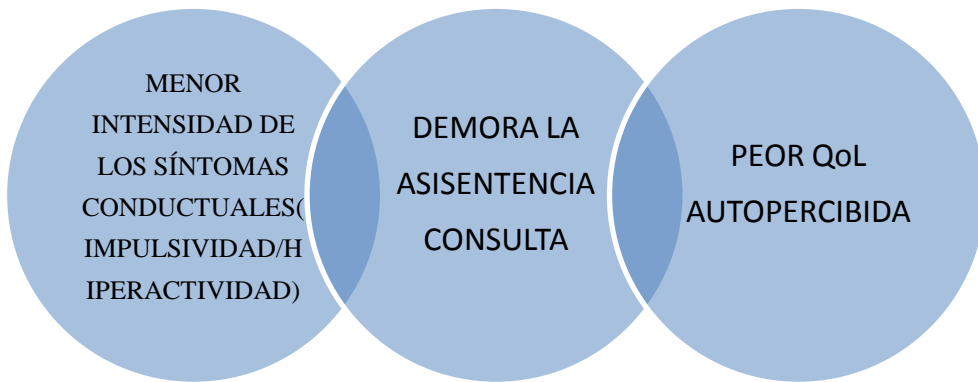 MENOR
INTENSIDAD DE
LOS SÍNTOMAS
CONDUCTUALES(
IMPULSIVIDAD/H
IPERACTIVIDAD)
DEMORA LA
ASISENTENCIA
CONSULTA
PEOR QoL
AUTOPERCIBIDA